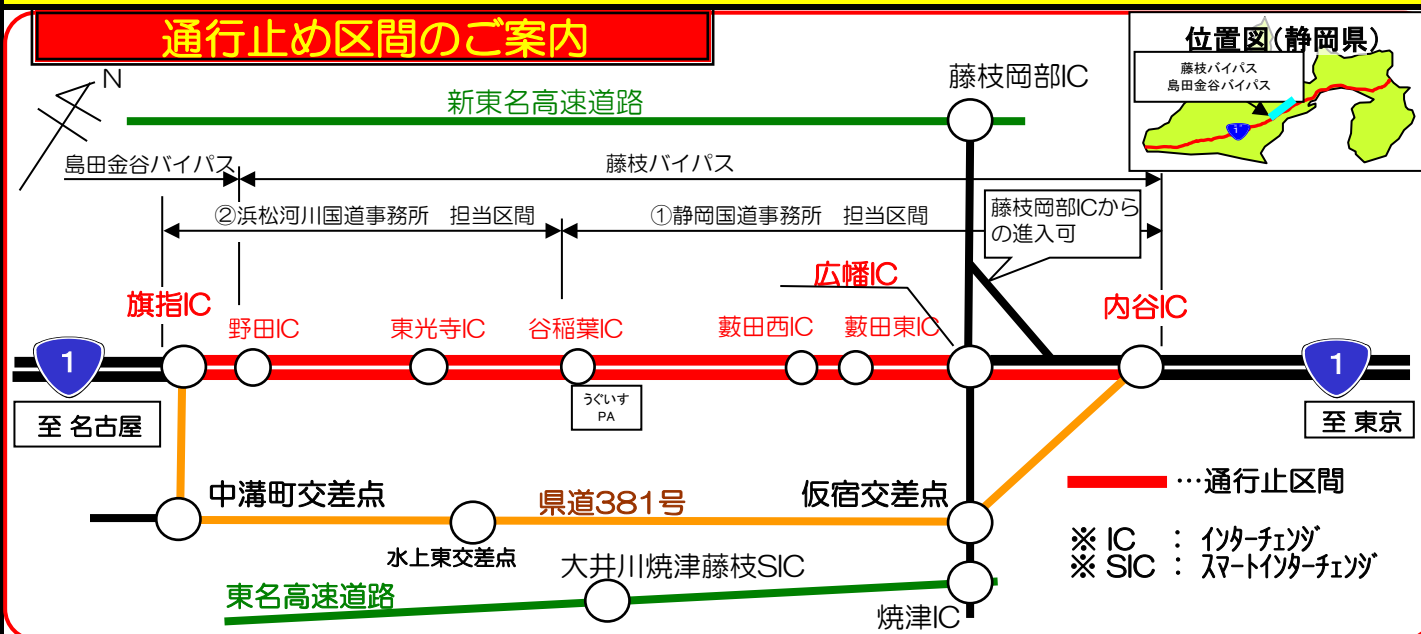 通行止め区間のご案内
位置図(静岡県)
藤枝バイパス
島田金谷バイパス
1
N
新東名高速道路
藤枝岡部IC
島田金谷バイパス
藤枝バイパス
②浜松河川国道事務所 担当区間
①静岡国道事務所 担当区間
藤枝岡部ICから
の進入可
旗指IC
野田IC
東光寺IC
谷稲葉IC
藪田西IC
藪田東IC
広幡IC
内谷IC
1
1
うぐいす
PA
至 名古屋
至 東京
中溝町交差点
県道381号
仮宿交差点
水上東交差点
…通行止区間
※ IC : インターチェンジ
※ SIC : スマートインターチェンジ
東名高速道路
大井川焼津藤枝SIC
焼津IC